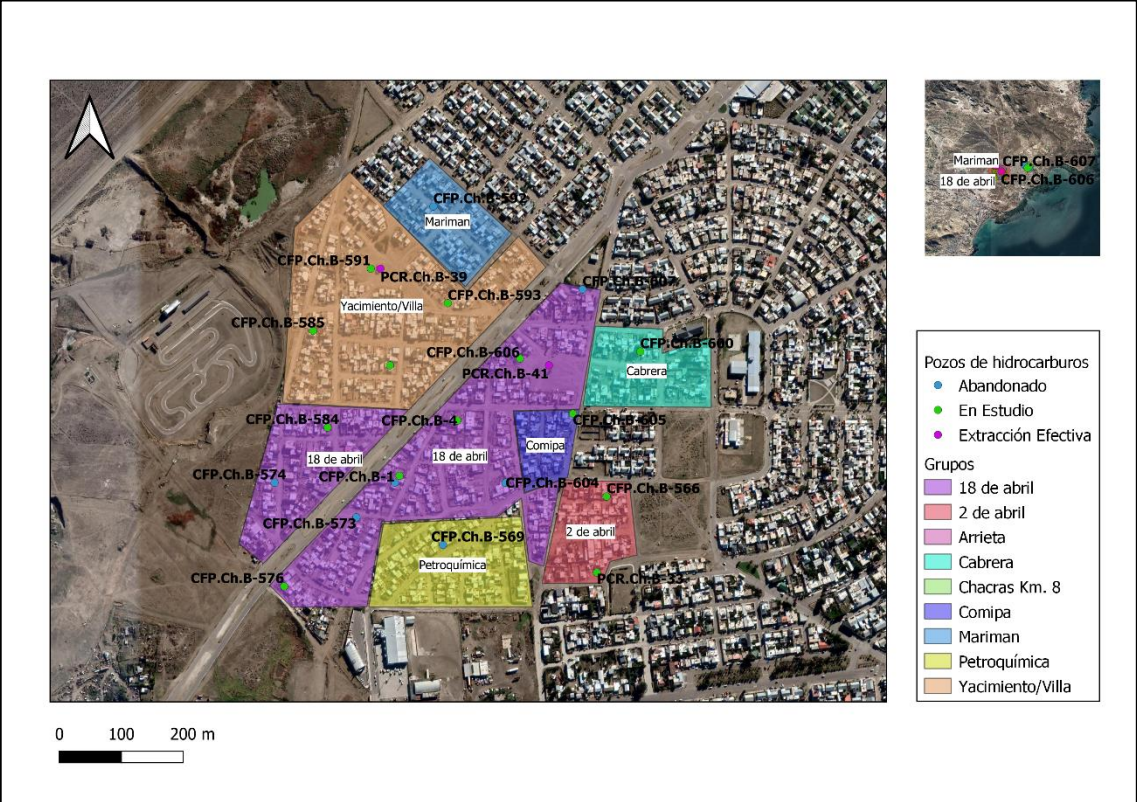 CFP.Ch.B-592
Mariman
CFP.Ch.B-591
PCR.Ch.B-39
CFP.Ch.B-593
CFP.Ch.B-607
Yacimiento/Villa
CFP.Ch.B-585
CFP.Ch.B-606
CFP.Ch.B-600
PCR.Ch.B-41
Cabrera
CFP.Ch.B-584
CFP.Ch.B-4
CFP.Ch.B-605
Comipa
18 de abril
18 de abril
CFP.Ch.B-574
CFP.Ch.B-1
CFP.Ch.B-604
CFP.Ch.B-566
CFP.Ch.B-573
2 de abril
CFP.Ch.B-569
Petroquímica
CFP.Ch.B-576
PCR.Ch.B-33
0 100 200 m
Mariman
CFP.Ch.B-607
18 de abril
CFP.Ch.B-606
Pozos de hidrocarburos
Abandonado
En Estudio
Extracción Efectiva
Grupos
18 de abril
2 de abril
Arrieta
Cabrera
Chacras Km. 8
Comipa
Mariman
Petroquímica
Yacimiento/Villa